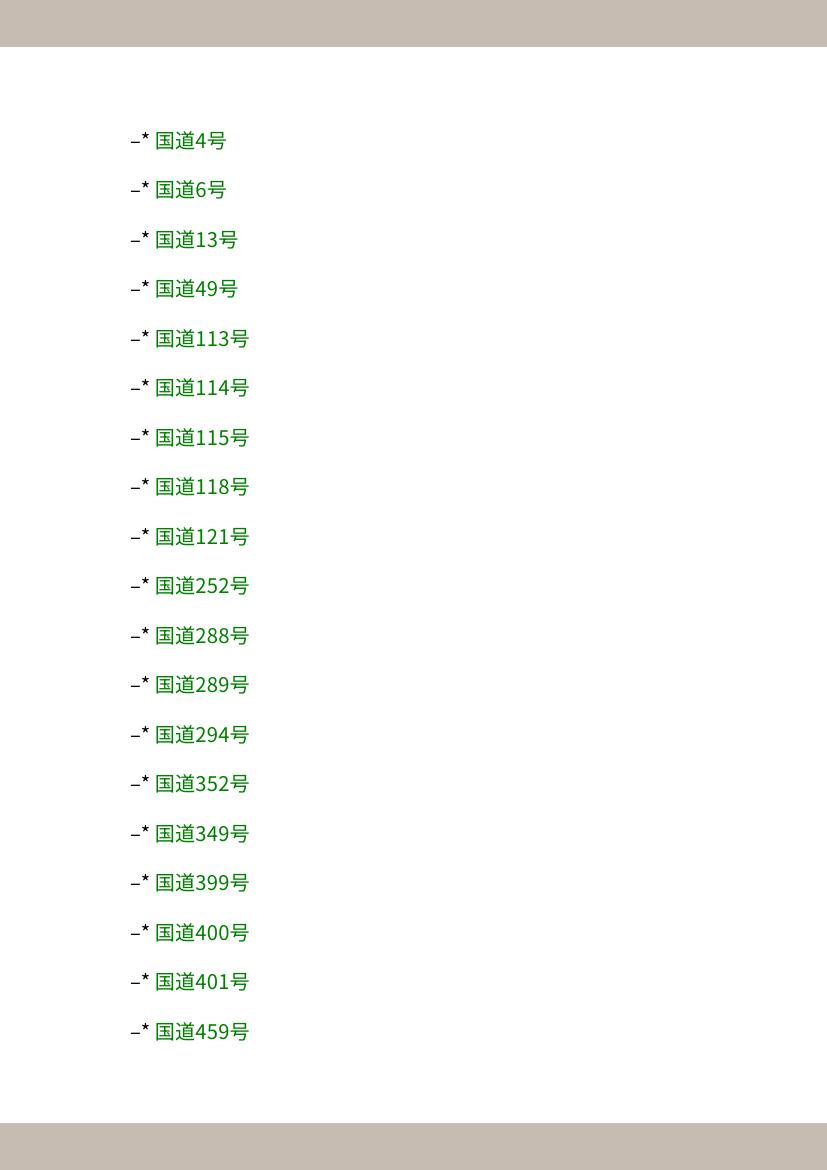 –* 国道4号
–* 国道6号
–* 国道13号
–* 国道49号
–* 国道113号
–* 国道114号
–* 国道115号
–* 国道118号
–* 国道121号
–* 国道252号
–* 国道288号
–* 国道289号
–* 国道294号
–* 国道352号
–* 国道349号
–* 国道399号
–* 国道400号
–* 国道401号
–* 国道459号